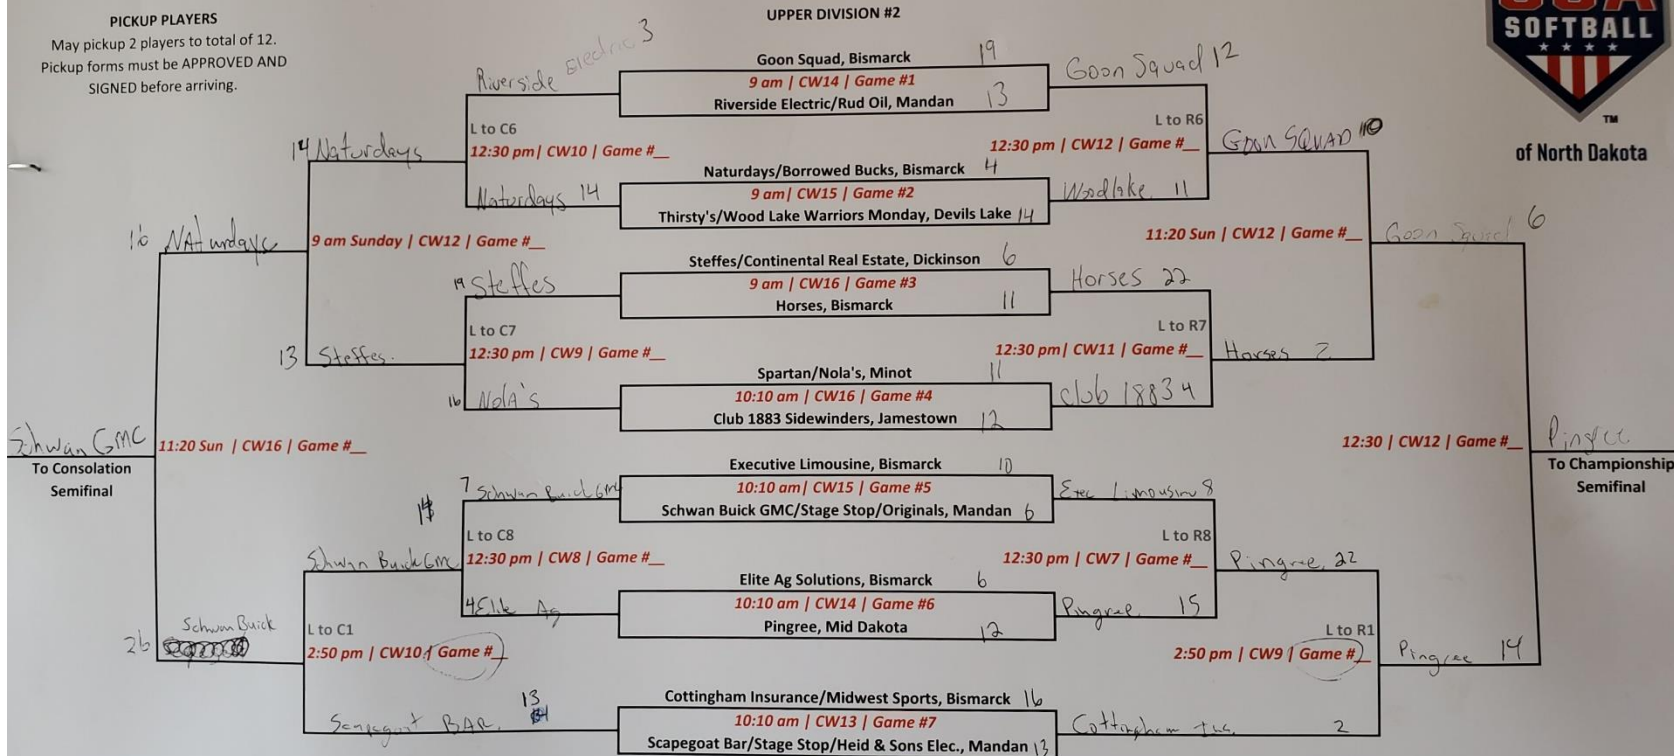 PICKUP PLAYERS
May pickup 2 players to total of 12.
Pickup forms must be APPROVED AND
SIGNED before arriving.
UPPER DIVISION #2
USA
SOFTBALL
TM
of North Dakota
Riverside Electric 3
Goon Squad, Bismarck 19
9 am | CW14 | Game #1
Riverside Electric/Rud Oil, Mandan 13
Goon Squad 12
L to C6
12:30 pm| CW10 | Game #__
L to R6
12:30 pm | CW12 | Game #__
14 Naturdays
Goon SQUAD 10
Naturdays 14
Naturdays/Borrowed Bucks, Bismarck 4
9 am| CW15 | Game #2
Thirsty's/Wood Lake Warriors Monday, Devils Lake 14
Woodlake 11
16 NAturdays
9 am Sunday | CW12 | Game #__
11:20 Sun | CW12 | Game #__
Goon Squad 6
19 Steffes
Steffes/Continental Real Estate, Dickinson 6
9 am | CW16 | Game #3
Horses, Bismarck 11
Horses 22
L to C7
12:30 pm | CW9 | Game #__
L to R7
12:30 pm| CW11 | Game #__
13 Steffes.
Horses 2
16 Nola's
Spartan/Nola's, Minot 11
10:10 am | CW16 | Game #4
Club 1883 Sidewinders, Jamestown 12
Club 1883 4
Schwan GMC
To Consolation
Semifinal
11:20 Sun | CW16 | Game #__
12:30 | CW12 | Game #__
Pingree
To Championship
Semifinal
7 Schwan Buick GMC
Executive Limousine, Bismarck 10
10:10 am| CW15 | Game #5
Schwan Buick GMC/Stage Stop/Originals, Mandan 6
Exec Limousine 8
L to C8
12:30 pm | CW8 | Game #__
L to R8
12:30 pm | CW7 | Game #__
Schwan Buick GMC
Pingree 22
4 Elite Ag
Elite Ag Solutions, Bismarck 6
10:10 am | CW14 | Game #6
Pingree, Mid Dakota 12
Pingree 15
26 Schwan Buick
L to C1
2:50 pm | CW10 | Game #__
L to R1
2:50 pm | CW9 | Game #__
Pingree 14
Scapegoat BAR 13
Cottingham Insurance/Midwest Sports, Bismarck 16
10:10 am | CW13 | Game #7
Scapegoat Bar/Stage Stop/Heid & Sons Elec., Mandan 13
Cottingham Ins. 2